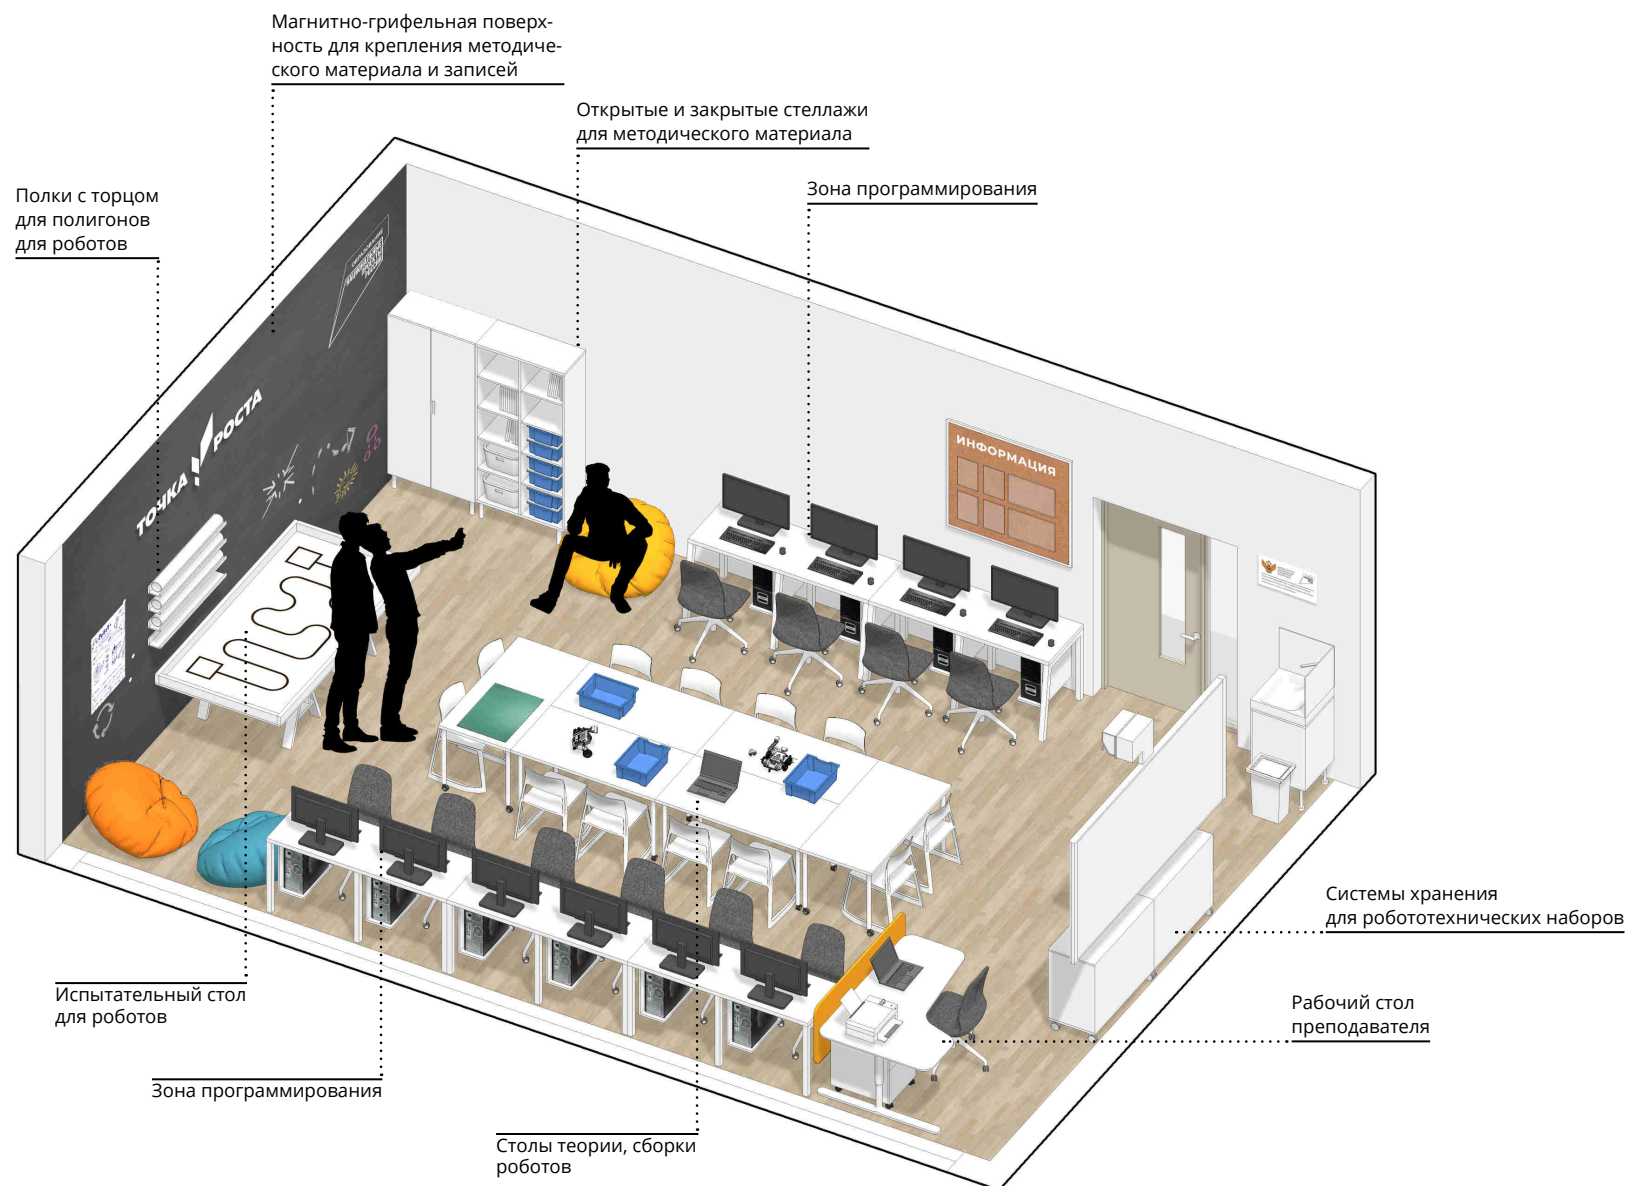 Магнитно-грифельная поверх-
ность для крепления методиче-
ского материала и записей
Открытые и закрытые стеллажи
для методического материала
Зона программирования
Полки с торцом
для полигонов
для роботов
ТОЧКА РОСТА
ИНФОРМАЦИЯ
Системы хранения
для робототехнических наборов
Испытательный стол
для роботов
Рабочий стол
преподавателя
Зона программирования
Столы теории, сборки
роботов